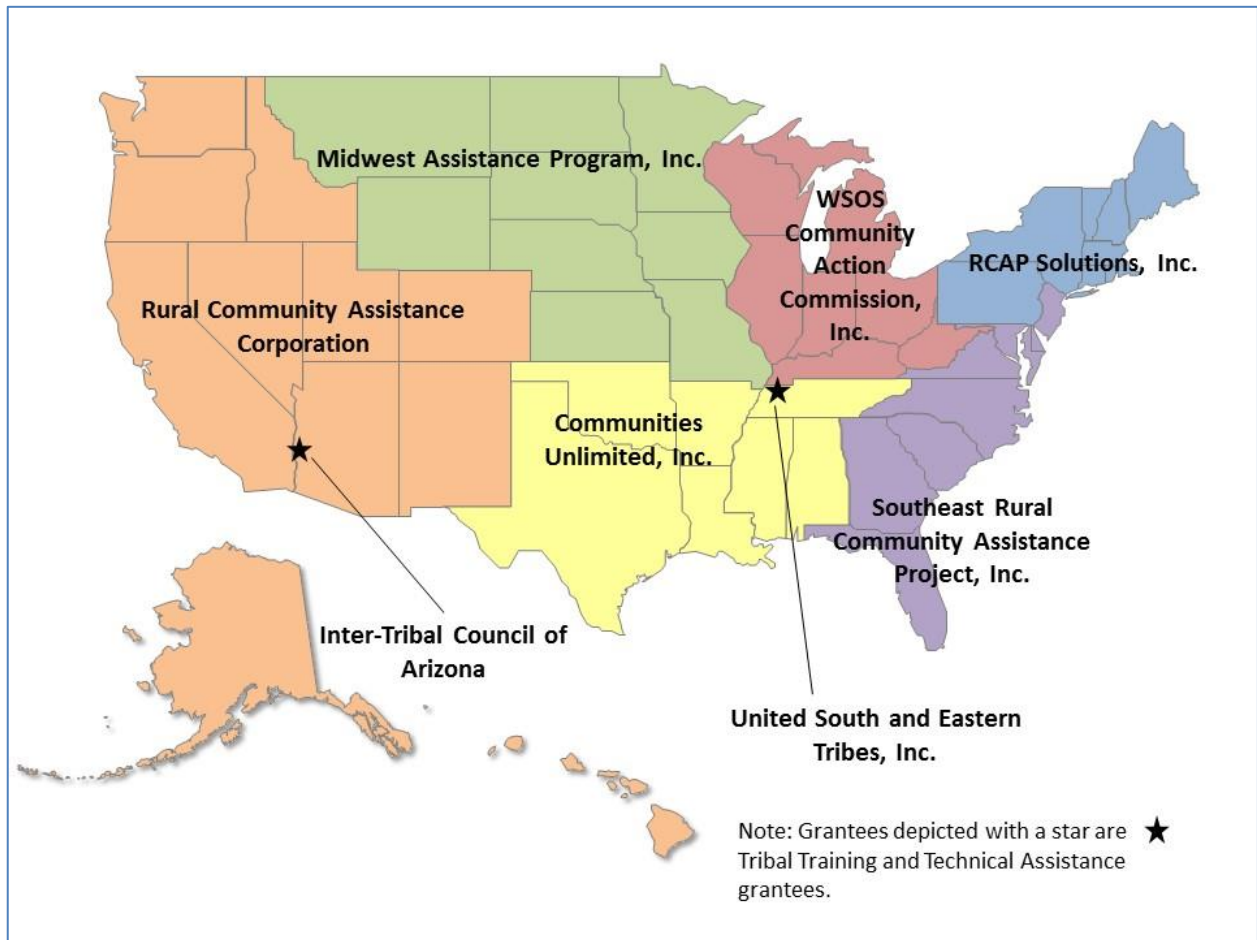 Midwest Assistance Program, Inc.
WSOS
Community
Action
Commission,
Inc.
RCAP Solutions, Inc.
Rural Community Assistance
Corporation
Communities
Unlimited, Inc.
Southeast Rural
Community Assistance
Project, Inc.
Inter-Tribal Council of
Arizona
United South and Eastern
Tribes, Inc.
Note: Grantees depicted with a star are
Tribal Training and Technical Assistance
grantees.